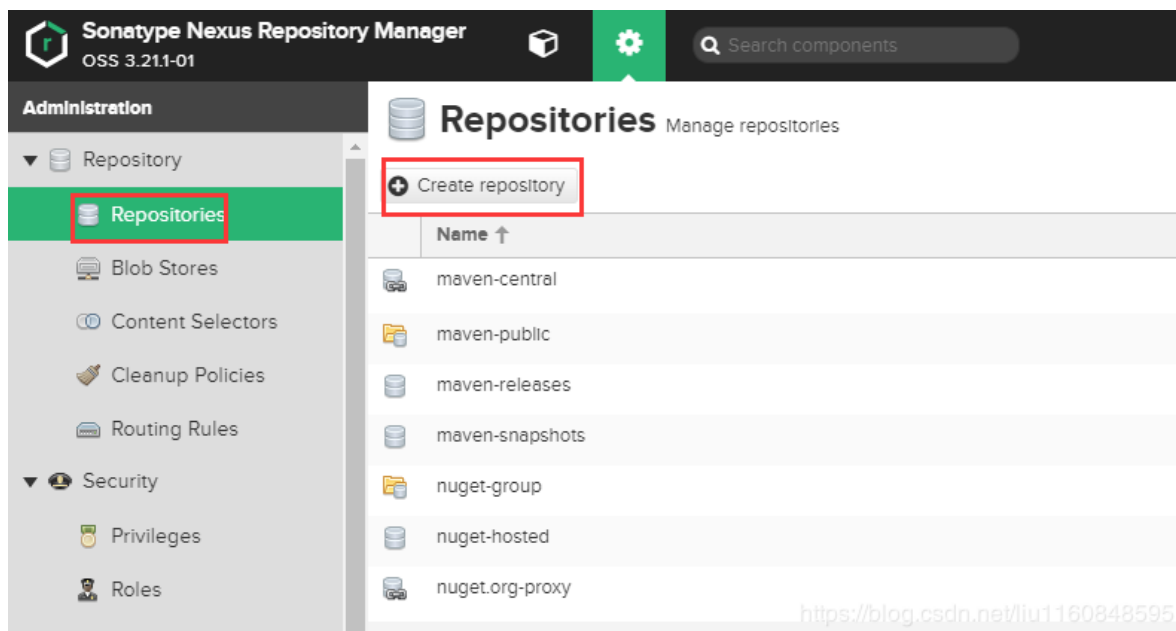 Sonatype Nexus Repository Manager
OSS 3.21.1-01
Search components
Administration
Repository
Repositories
Blob Stores
Content Selectors
Cleanup Policies
Routing Rules
Security
Privileges
Roles
Repositories Manage repositories
Create repository
Name
maven-central
maven-public
maven-releases
maven-snapshots
nuget-group
nuget-hosted
nuget.org-proxy
https://blog.csdn.net/liu1160848595